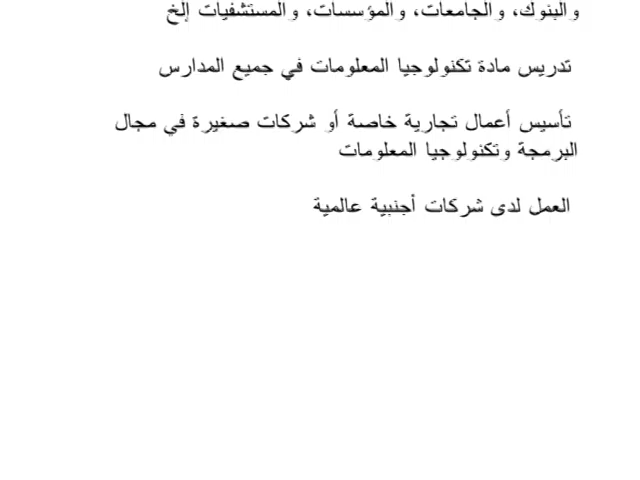 والبنوك، والجامعات، والمؤسسات، والمستشفيات إلخ
تدريس مادة تكنولوجيا المعلومات في جميع المدارس
تأسيس أعمال تجارية خاصة أو شركات صغيرة في مجال
البرمجة وتكنولوجيا المعلومات
العمل لدى شركات أجنبية عالمية